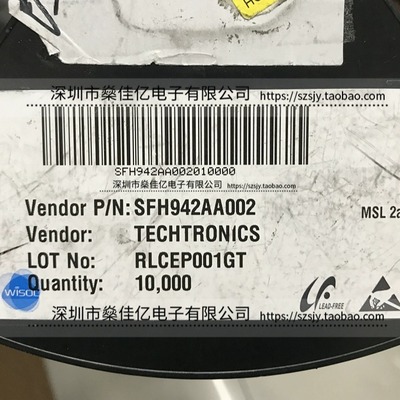 深圳市燊佳亿电子有限公司 https://szsjy.taobao.com
SFH942AA002010000
深圳市燊佳亿电子有限公司 https://szsjy.taobao.com
Vendor P/N: SFH942AA002
MSL 2a
Vendor: TECHTRONICS
LOT No: RLCEP001GT
Quantity: 10,000
WISOL
LEAD-FREE
深圳市燊佳亿电子有限公司 https://szsjy.taobao.com